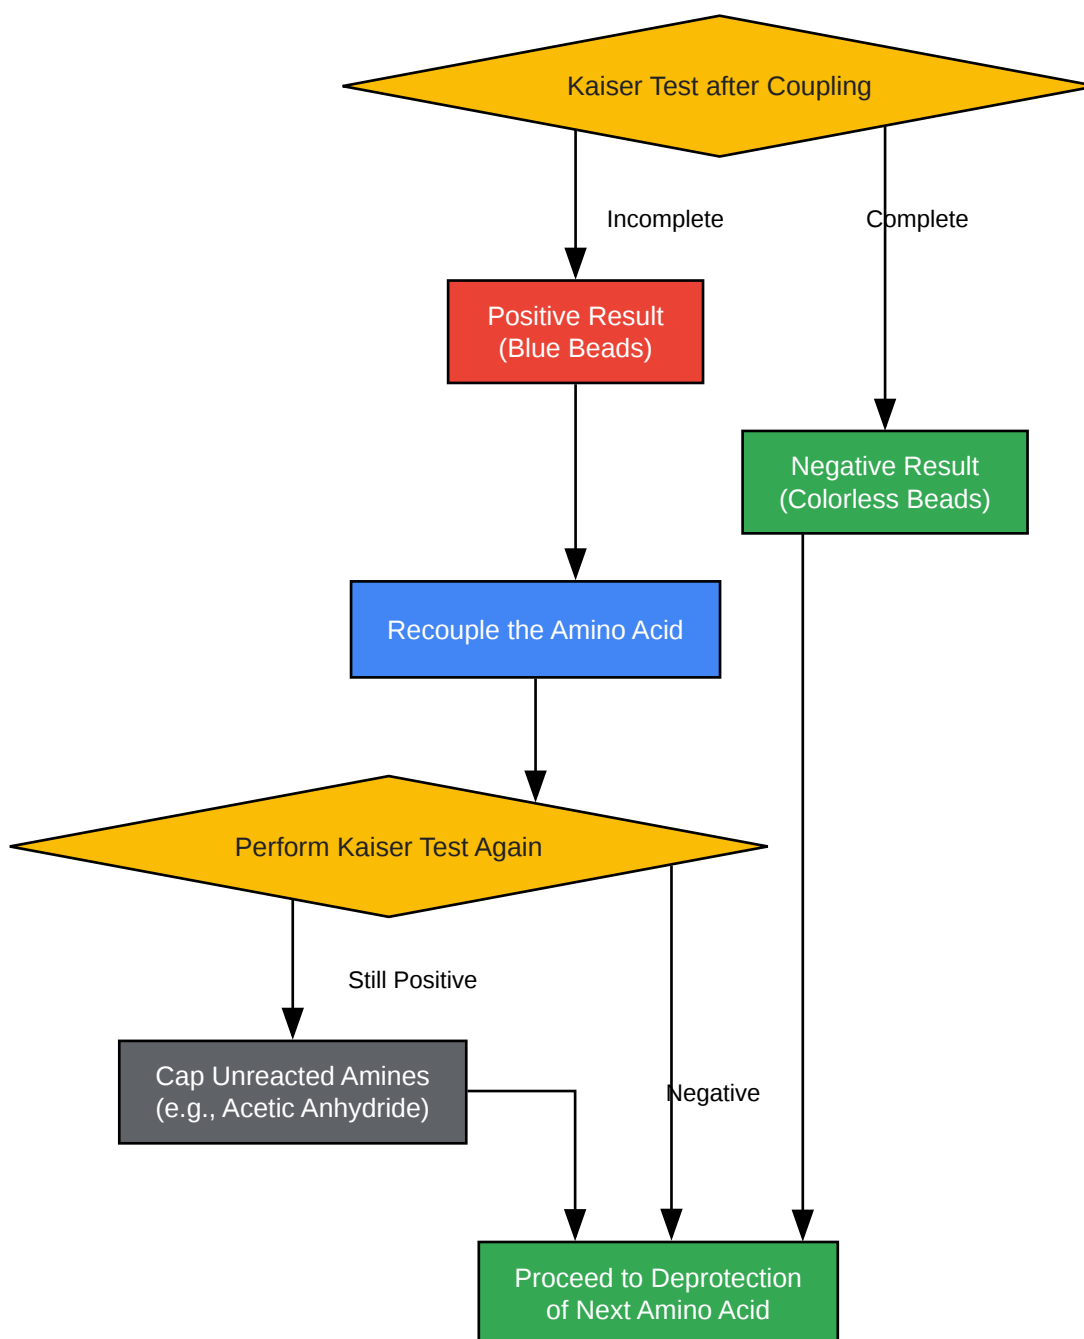 Kaiser Test after Coupling
Incomplete
Complete
Positive Result
(Blue Beads)
Negative Result
(Colorless Beads)
Recouple the Amino Acid
Perform Kaiser Test Again
Still Positive
Cap Unreacted Amines
(e.g., Acetic Anhydride)
Negative
Proceed to Deprotection
of Next Amino Acid